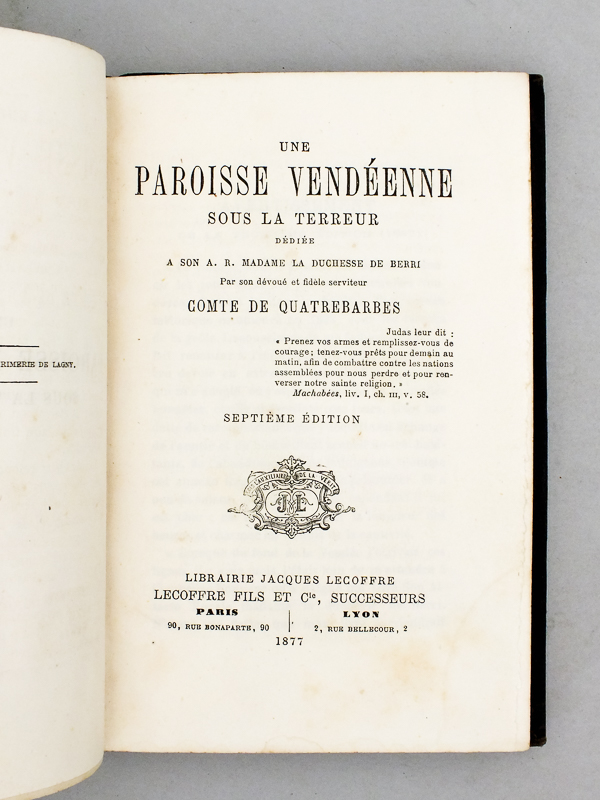 RIMERIE DE LAGNY.
UNE
PAROISSE VENDÉENNE
SOUS LA TERREUR
DÉDIÉE
A SON A. R. MADAME LA DUCHESSE DE BERRI
Par son dévoué et fidèle serviteur
COMTE DE QUATREBARBES
Judas leur dit :
« Prenez vos armes et remplissez-vous de
courage; tenez-vous prêts pour demain au
matin, afin de combattre contre les nations
assemblées pour nous perdre et pour ren-
verser notre sainte religion. »
Machabées, liv. I, ch. III, v. 58.
SEPTIÈME ÉDITION
DE LA VÉRITÉ
JL
LIBRAIRIE JACQUES LECOFFRE
LECOFFRE FILS ET Cie, SUCCESSEURS
PARIS
90, RUE BONAPARTE, 90
LYON
2, RUE BELLECOUR, 2
1877